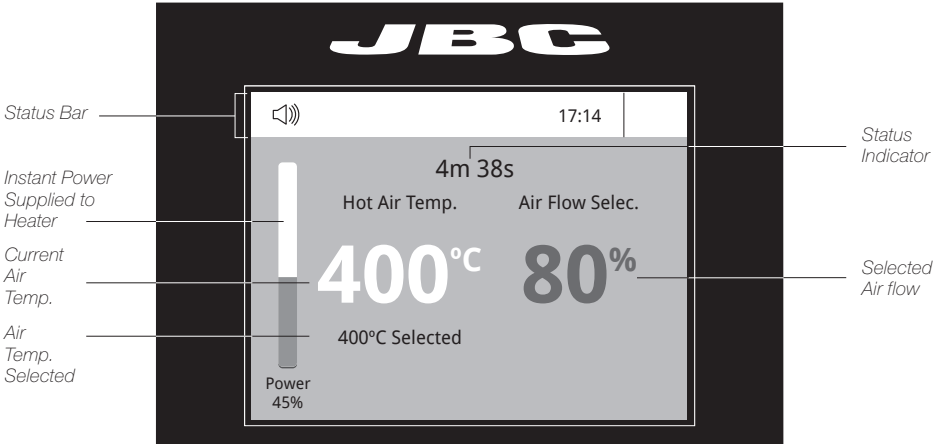 JBC
Status Bar
17:14
Status
Indicator
4m 38s
Instant Power
Supplied to
Heater
Hot Air Temp.
Air Flow Selec.
Current
Air
Temp.
400ºC
80%
Selected
Air flow
Air
Temp.
Selected
400ºC Selected
Power
45%